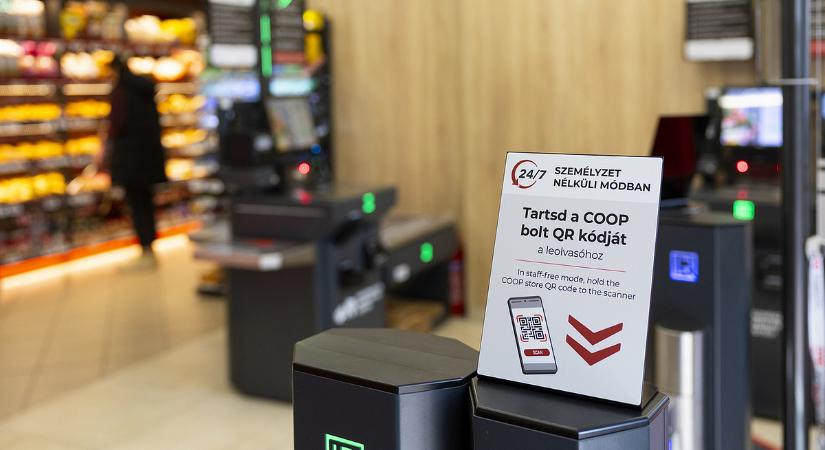 24/7
SZEMÉLYZET
NÉLKÜLI MÓDBAN
Tartsd a COOP
bolt QR kódját
a leolvasóhoz
In staff-free mode, hold the
COOP store QR code to the scanner
SCAN